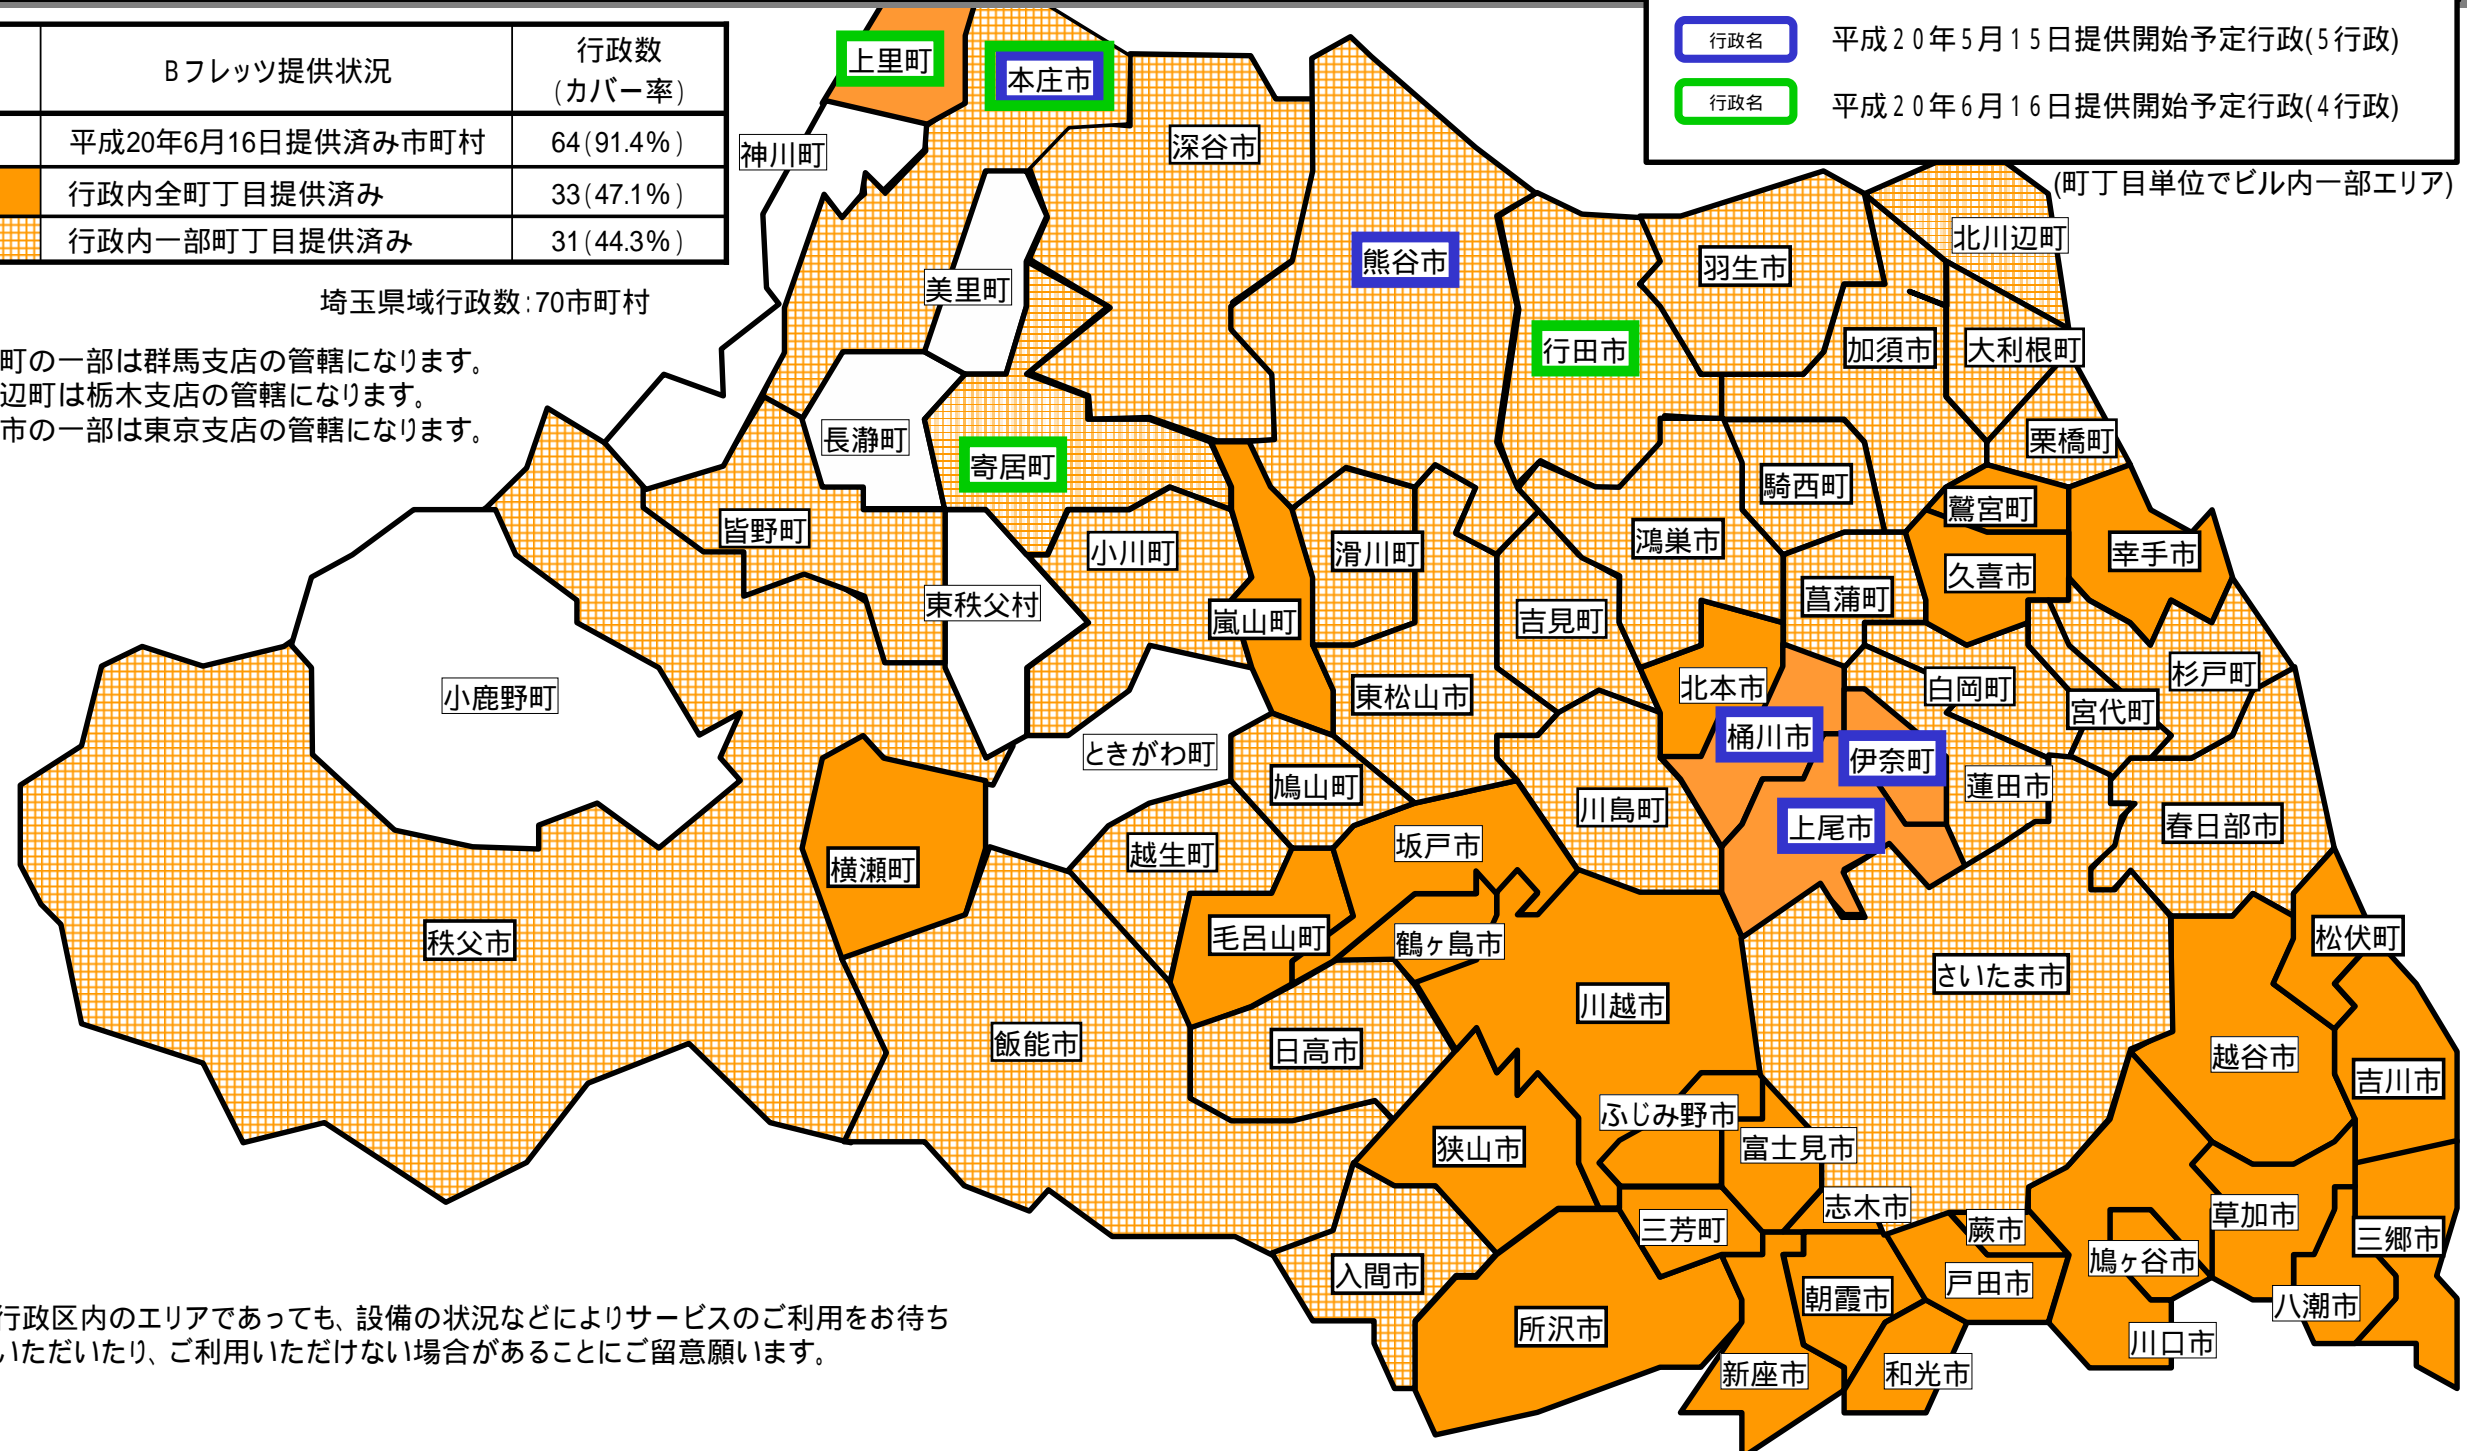 Bフレッツ提供状況
行政数
(カバー率)
平成20年6月16日提供済み市町村
64(91.4%)
行政内全町丁目提供済み
33(47.1%)
行政内一部町丁目提供済み
31(44.3%)
埼玉県域行政数:70市町村
町の一部は群馬支店の管轄になります。
辺町は栃木支店の管轄になります。
市の一部は東京支店の管轄になります。
行政名
平成20年5月15日提供開始予定行政(5行政)
行政名
平成20年6月16日提供開始予定行政(4行政)
(町丁目単位でビル内一部エリア)
上里町
本庄市
神川町
深谷市
美里町
熊谷市
羽生市
北川辺町
行田市
加須市
大利根町
長瀞町
寄居町
栗橋町
騎西町
鷲宮町
皆野町
小川町
滑川町
鴻巣市
幸手市
久喜市
菖蒲町
東秩父村
嵐山町
吉見町
小鹿野町
東松山市
北本市
白岡町
杉戸町
宮代町
ときがわ町
桶川市
伊奈町
鳩山町
川島町
蓮田市
上尾市
春日部市
越生町
坂戸市
横瀬町
秩父市
毛呂山町
鶴ヶ島市
松伏町
さいたま市
川越市
飯能市
日高市
越谷市
吉川市
ふじみ野市
狭山市
富士見市
志木市
三芳町
蕨市
草加市
三郷市
鳩ヶ谷市
入間市
戸田市
朝霞市
八潮市
所沢市
川口市
新座市
和光市
行政区内のエリアであっても、設備の状況などによりサービスのご利用をお待ち
いただいたり、ご利用いただけない場合があることにご留意願います。